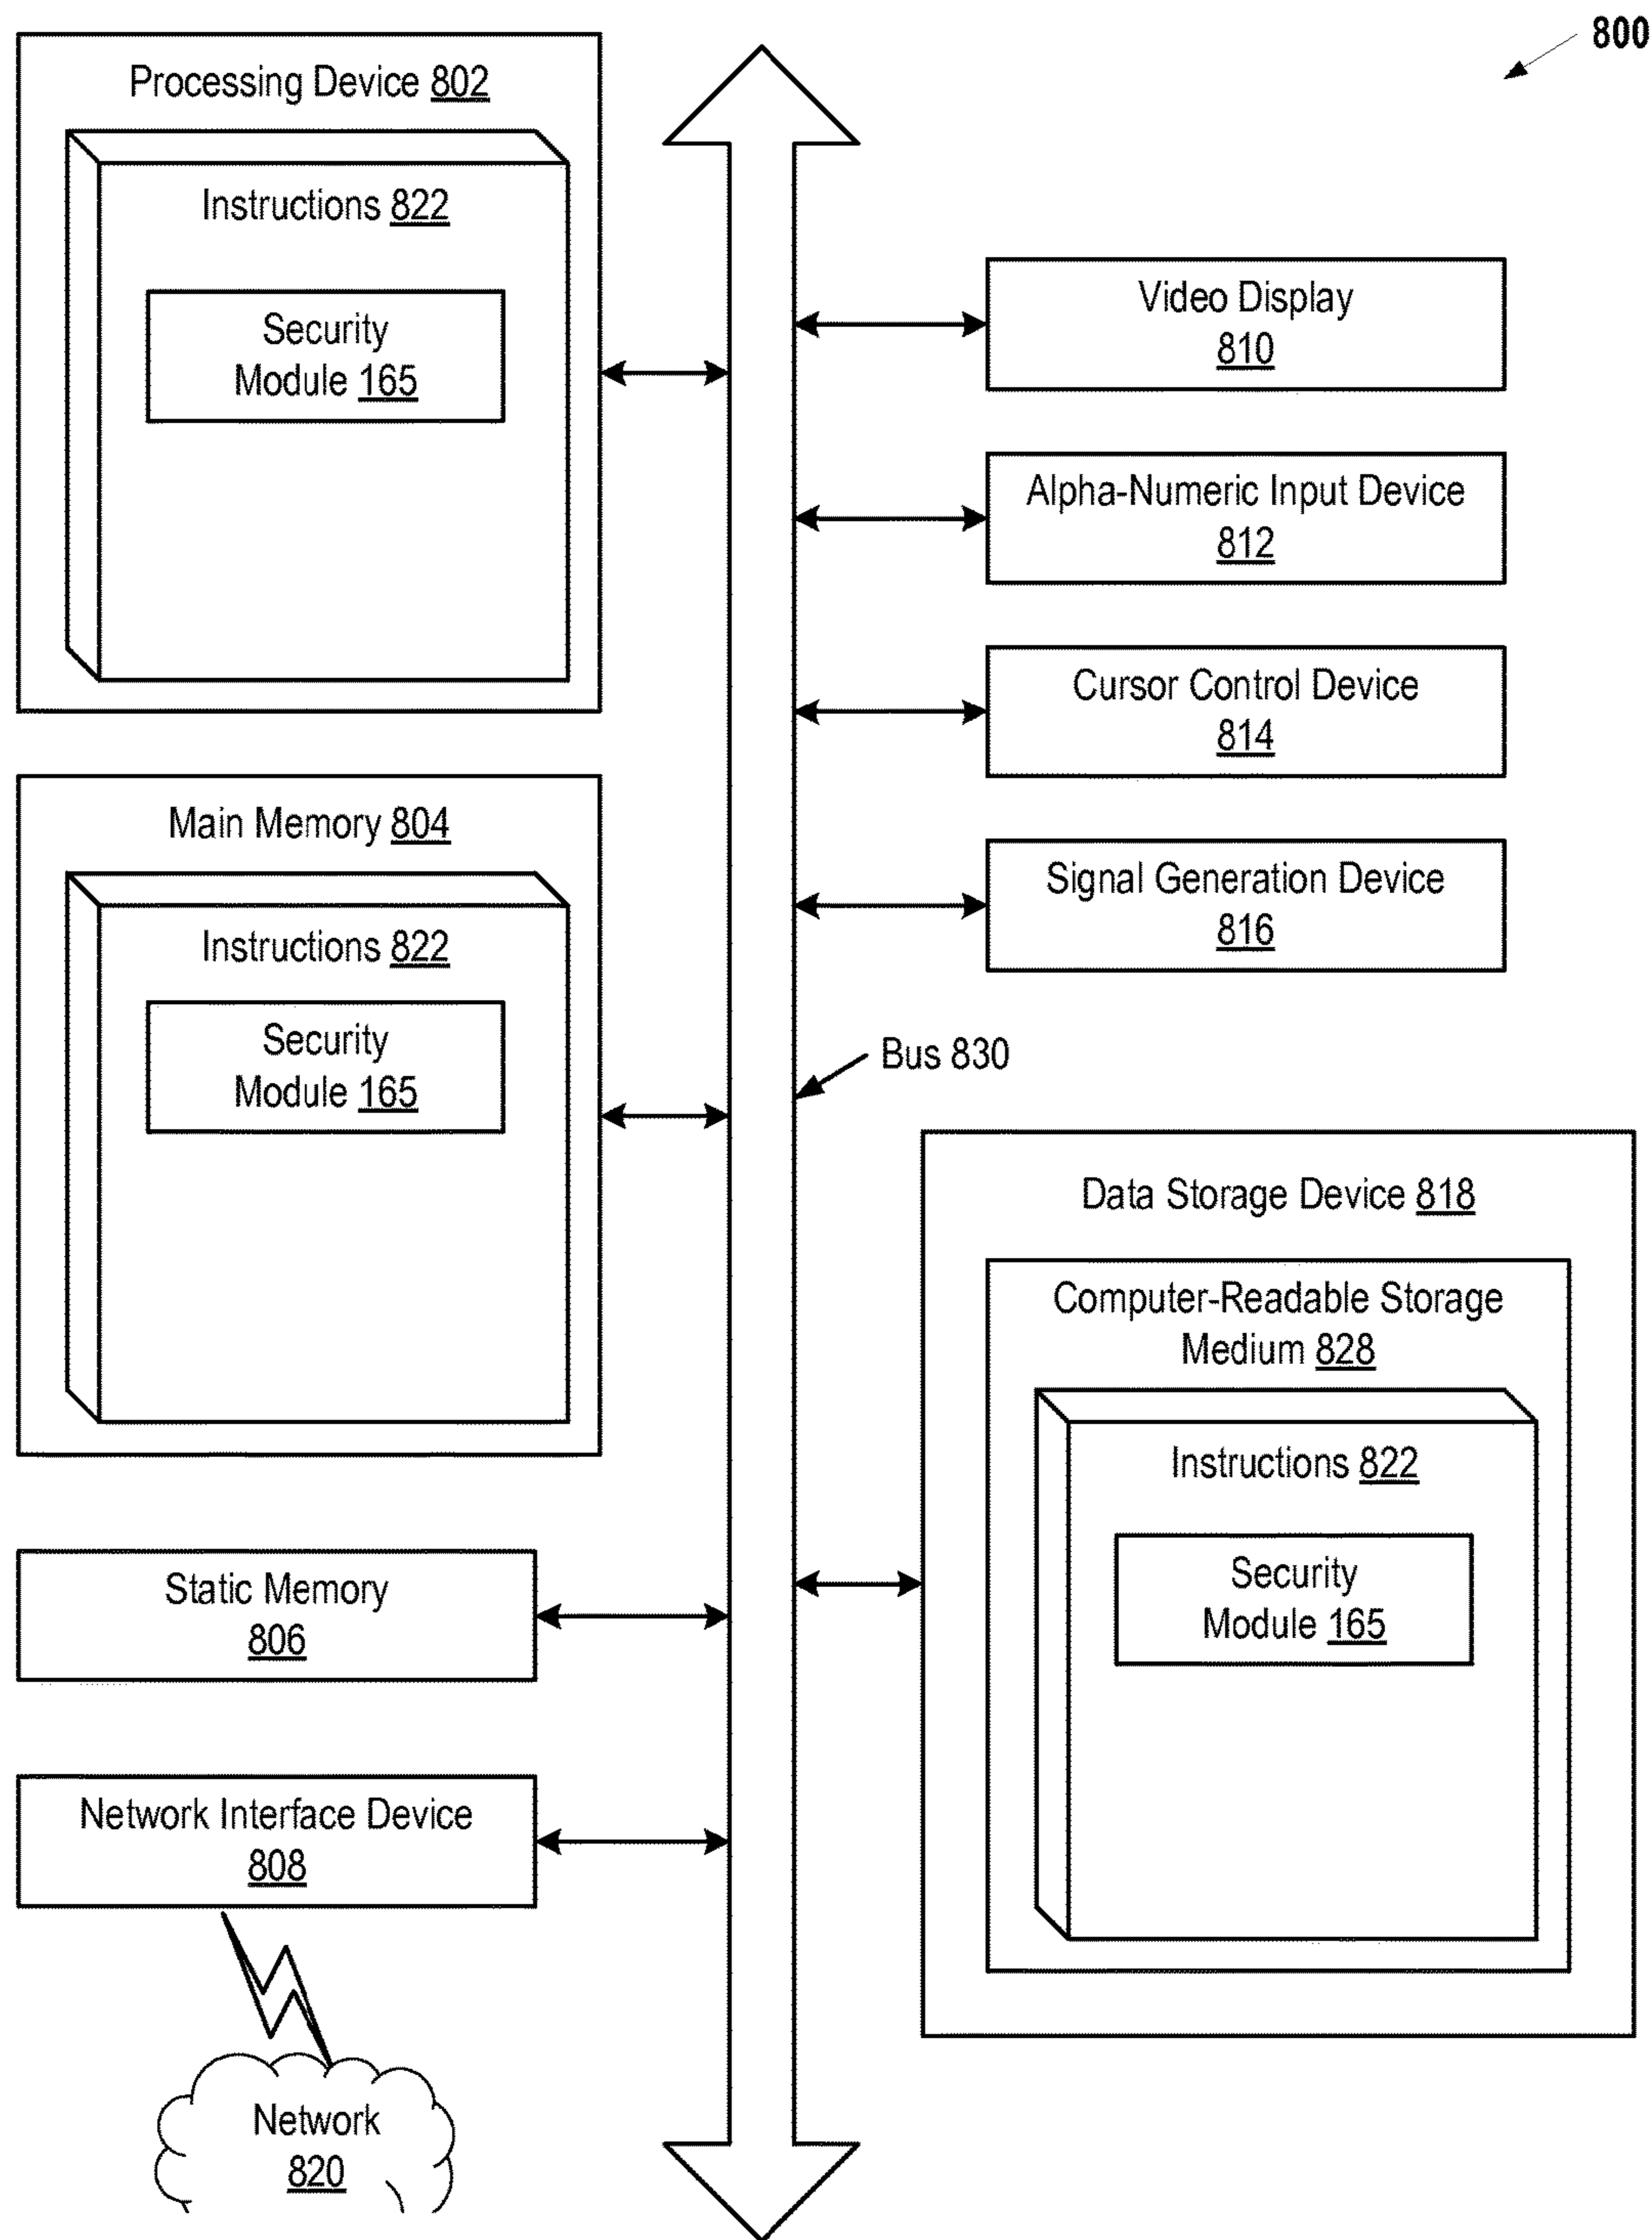 800
Processing Device 802
Instructions 822
Security
Module 165
Main Memory 804
Instructions 822
Security
Module 165
Static Memory
806
Network Interface Device
808
Network
820
Video Display
810
Alpha-Numeric Input Device
812
Cursor Control Device
814
Signal Generation Device
816
Bus 830
Data Storage Device 818
Computer-Readable Storage
Medium 828
Instructions 822
Security
Module 165